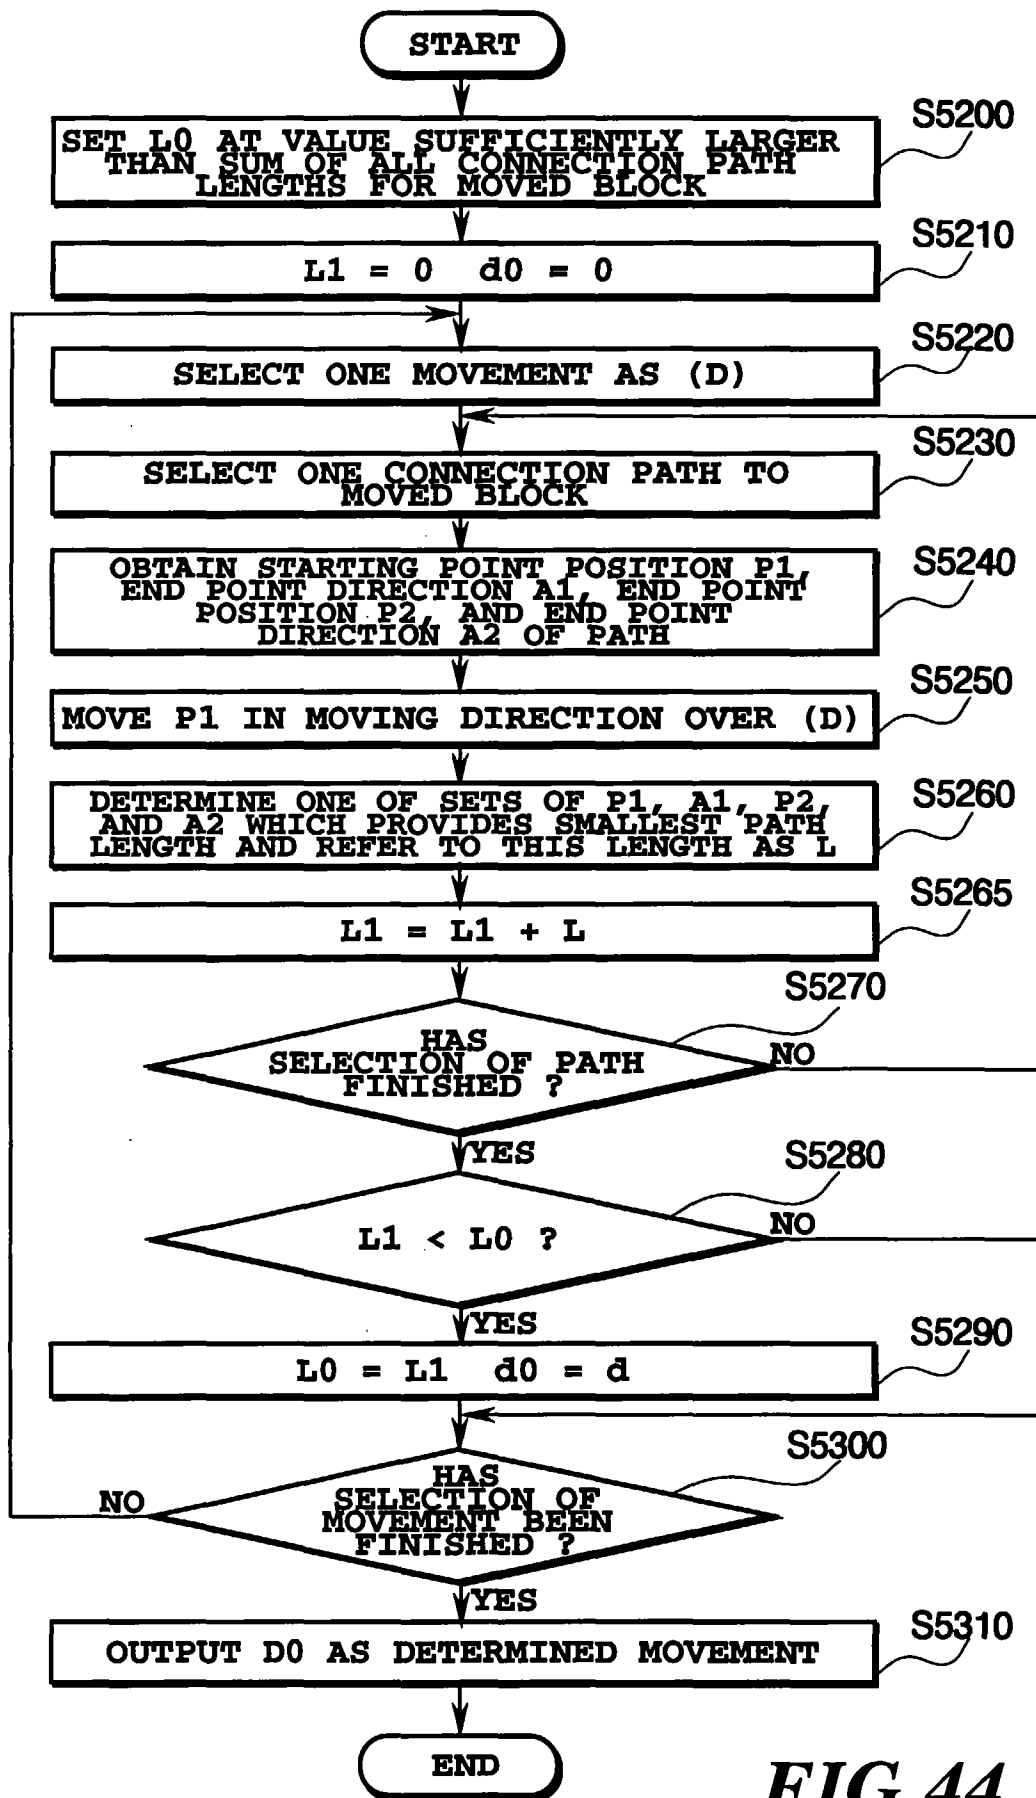 START
S5200
SET L0 AT VALUE SUFFICIENTLY LARGER
THAN SUM OF ALL CONNECTION PATH
LENGTHS FOR MOVED BLOCK
S5210
L1 = 0 d0 = 0
S5220
SELECT ONE MOVEMENT AS (D)
S5230
SELECT ONE CONNECTION PATH TO
MOVED BLOCK
S5240
OBTAIN STARTING POINT POSITION P1,
END POINT DIRECTION A1, END POINT
POSITION P2, AND END POINT
DIRECTION A2 OF PATH
S5250
MOVE P1 IN MOVING DIRECTION OVER (D)
S5260
DETERMINE ONE OF SETS OF P1, A1, P2,
AND A2 WHICH PROVIDES SMALLEST PATH
LENGTH AND REFER TO THIS LENGTH AS L
S5265
L1 = L1 + L
S5270
HAS
SELECTION OF PATH
FINISHED ?
NO
YES
S5280
L1 < L0 ?
NO
YES
S5290
L0 = L1 d0 = d
S5300
HAS
SELECTION OF
MOVEMENT BEEN
FINISHED ?
NO
YES
S5310
OUTPUT D0 AS DETERMINED MOVEMENT
END
FIG.44